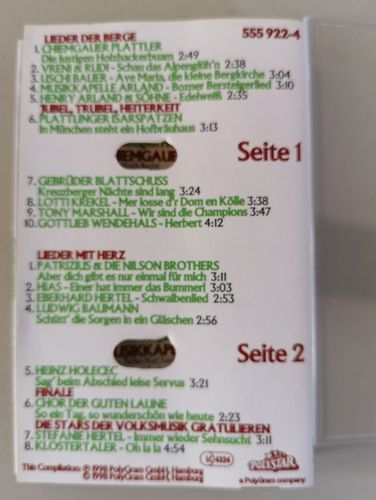 LIEDER DER BERGE 555 922-4
1. CHIEMGAUER PLATTLER
Die lustigen Holzhackerbuam 2:49
2. VRENI & RUDI - Schau das Alpenglüh'n 2:38
3. USCHI BAUER - Ave Maria, die kleine Bergkirche 3:04
4. MUSIKKAPELLE ARLAND - Bozner Bersteigerlied 3:10
5. HENRY ARLAND & SÖHNE - Edelweiß 2:35
JUBEL, TRUBEL, HEITERKEIT
6. PLATTLINGER ISARSPATZEN
In München steht ein Hofbräuhaus 3:13
HIEMGAUE
Seite 1
7. GEBRÜDER BLATTSCHUSS
Kreuzberger Nächte sind lang 3:24
8. LOTTI KREKEL - Mer losse d'r Dom en Kölle 3:38
9. TONY MARSHALL - Wir sind die Champions 3:47
10. GOTTLIEB WENDEHALS - Herbert 4:12
LIEDER MIT HERZ
1. PATRIZIUS & DIE NILSON BROTHERS
Aber dich gibt es nur einmal für mich 3:11
2. HIAS - Einer hat immer das Bummerl 3:03
3. EBERHARD HERTEL - Schwalbenlied 2:53
4. LUDWIG BAUMANN
Schütt' die Sorgen in ein Gläschen 2:56
USIKKAP
Seite 2
5. HEINZ HOLECEC
Sag' beim Abschied leise Servus 3:21
FINALE
6. CHOR DER GUTEN LAUNE
So ein Tag, so wunderschön wie heute 2:23
DIE STARS DER VOLKSMUSIK GRATULIEREN
7. STEFANIE HERTEL - Immer wieder Sehnsucht 3:11
8. KLOSTERTALER - Oh la la 4:54
This Compilation: ℗ 1998 PolyGram GmbH, Hamburg
© 1998 PolyGram GmbH, Hamburg
LC 4324
POLYSTAR
a PolyGram company